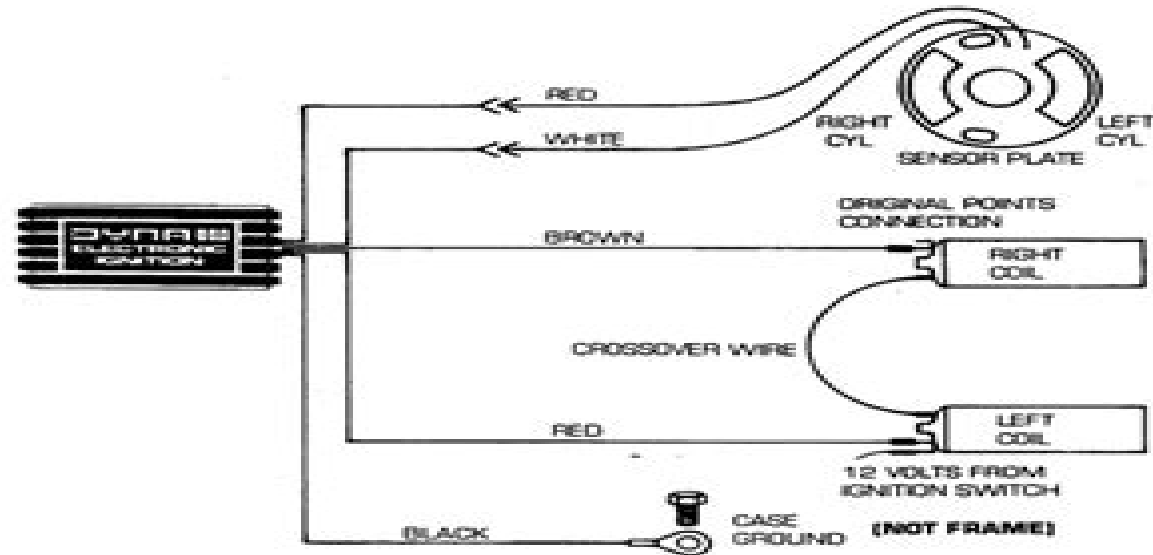 RED
WHITE
RIGHT
CYL
LEFT
CYL
SENSOR PLATE
DYNA III
ELECTRONIC
IGNITION
ORIGINAL POINTS
CONNECTION
BROWN
RIGHT
COIL
CROSSOVER WIRE
RED
LEFT
COIL
12 VOLTS FROM
IGNITION SWITCH
BLACK
CASE
GROUND
(NOT FRAME)